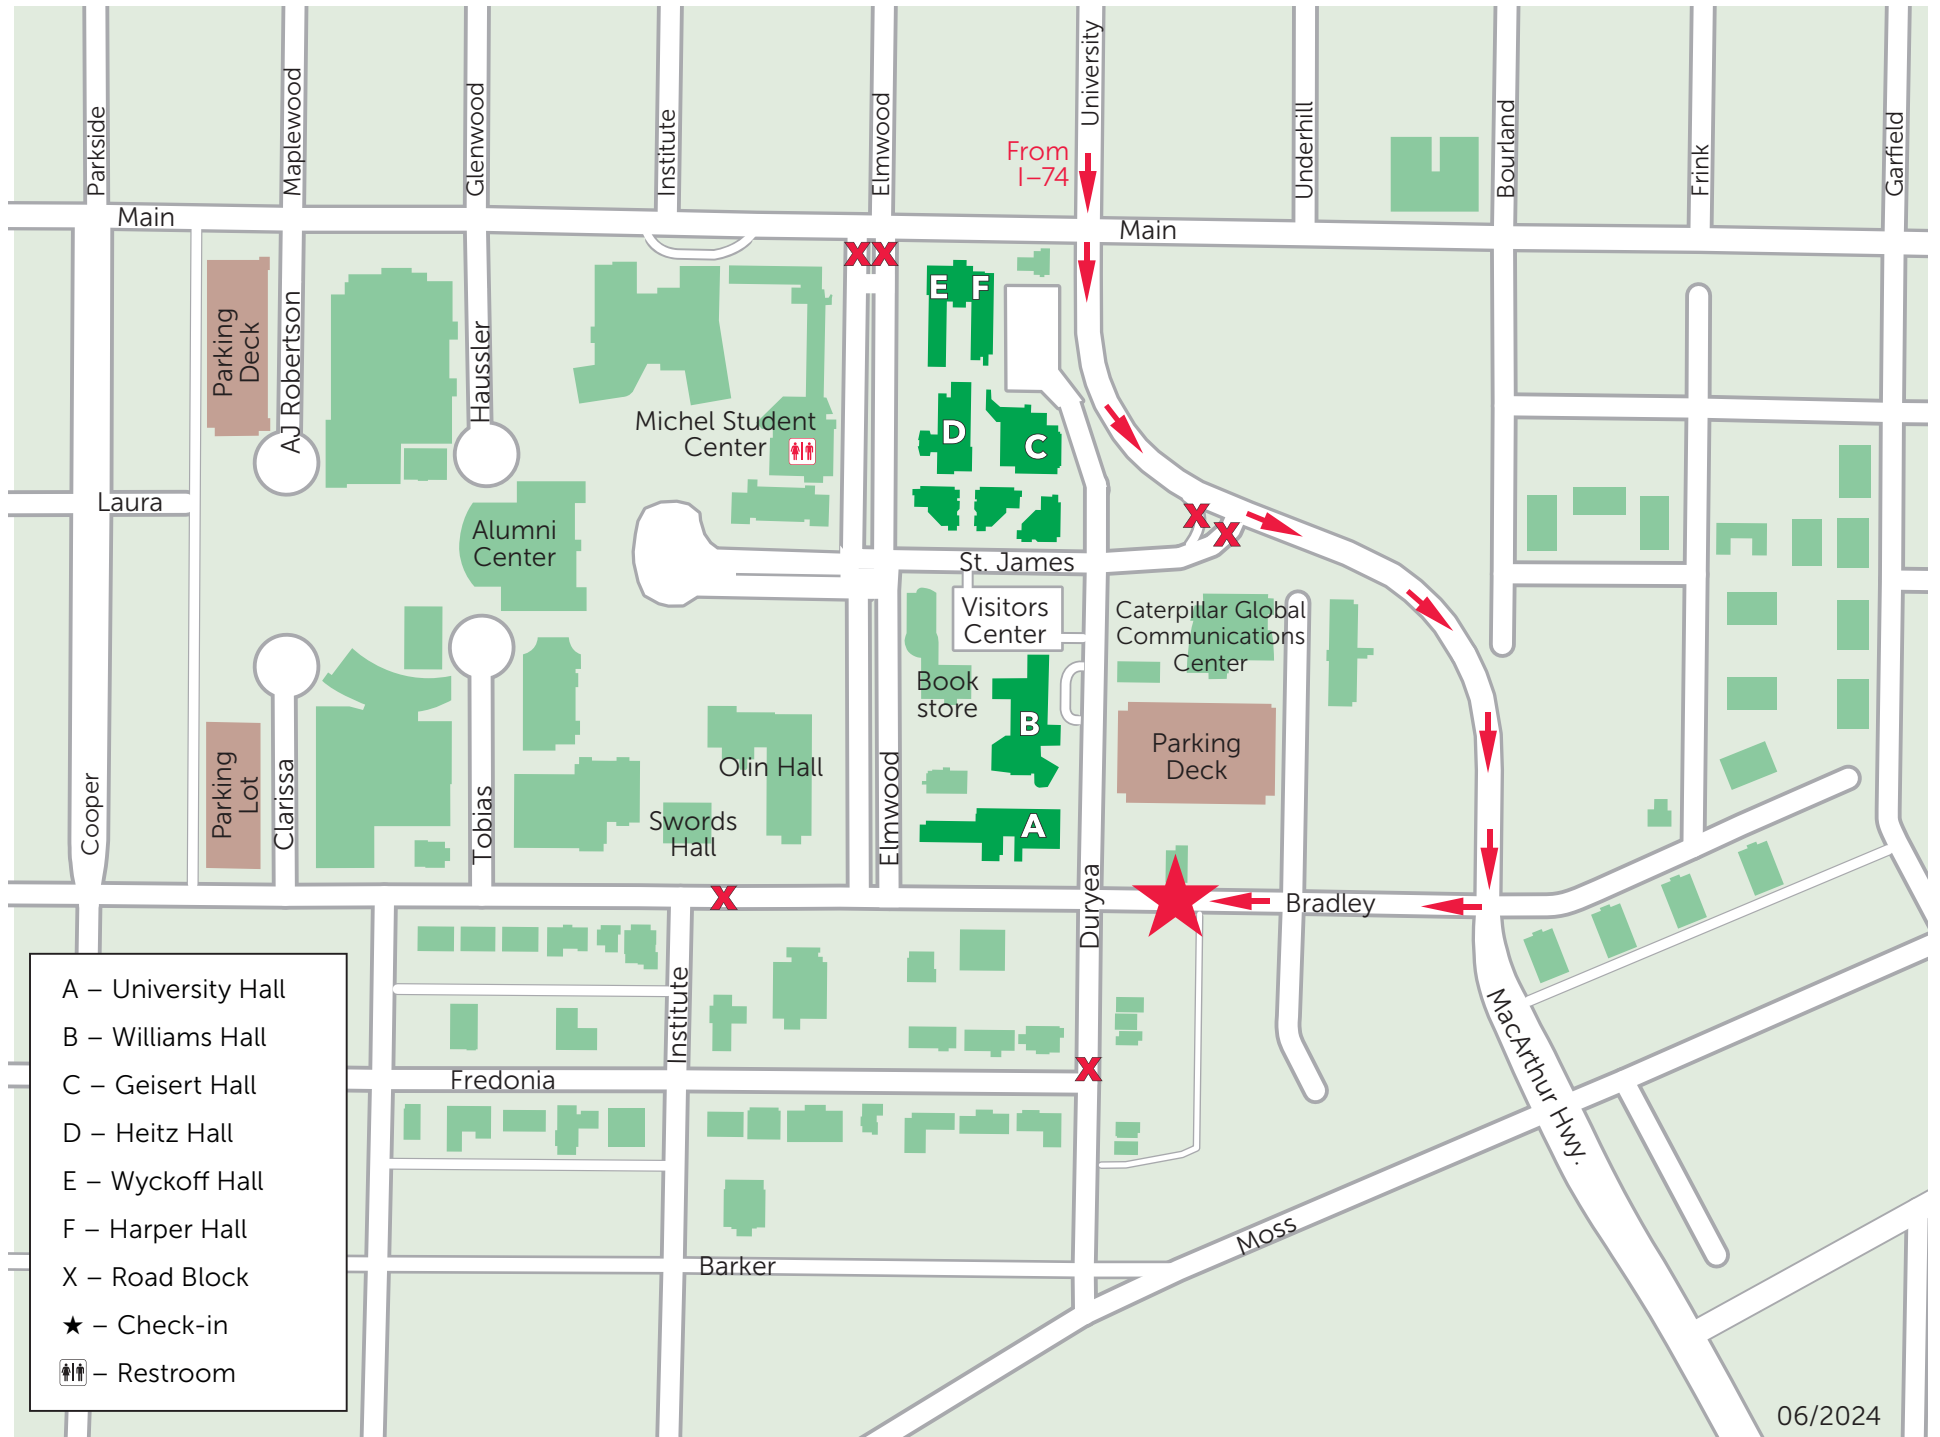 Parkside
Maplewood
Glenwood
Institute
Elmwood
University
Underhill
Bourland
Frink
Garfield
From
I–74
Main
Main
X X
E F
Parking
Deck
AJ Robertson
Haussler
Michel Student
Center
D
C
Laura
Alumni
Center
X
X
St. James
Visitors
Center
Caterpillar Global
Communications
Center
Book
store
B
Parking
Deck
Olin Hall
Cooper
Parking
Lot
Clarissa
Tobias
Swords
Hall
Elmwood
A
X
Duryea
Bradley
Institute
MacArthur Hwy.
X
Fredonia
Moss
Barker
A – University Hall
B – Williams Hall
C – Geisert Hall
D – Heitz Hall
E – Wyckoff Hall
F – Harper Hall
X – Road Block
★ – Check-in
– Restroom
06/2024